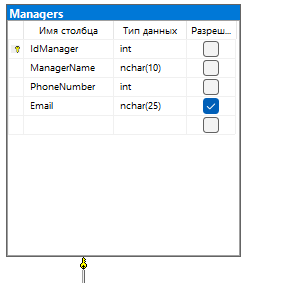 Managers
Имя столбца Тип данных Разреш...
IdManager int
ManagerName nchar(10)
PhoneNumber int
Email nchar(25)